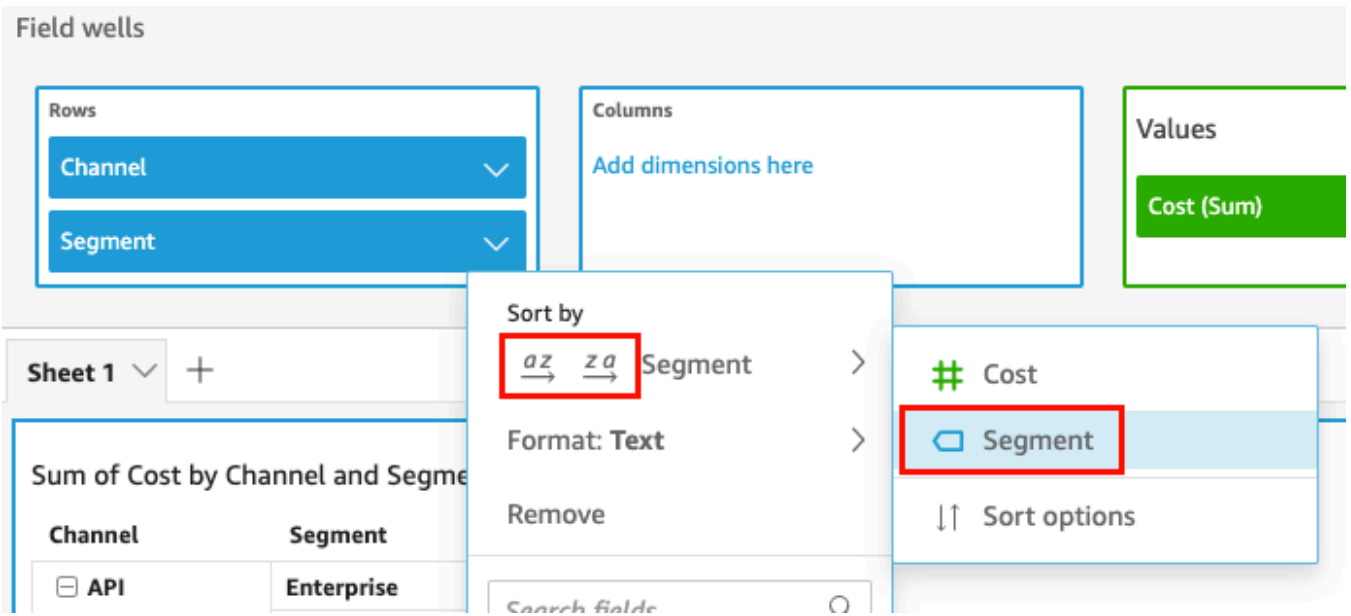 Field wells
Rows
Columns
Values
Channel
Add dimensions here
Cost (Sum)
Segment
Sort by
az za Segment
Sheet 1
Cost
Format: Text
Segment
Sum of Cost by Channel and Segme
Remove
Sort options
Channel Segment
API Enterprise
Search fields